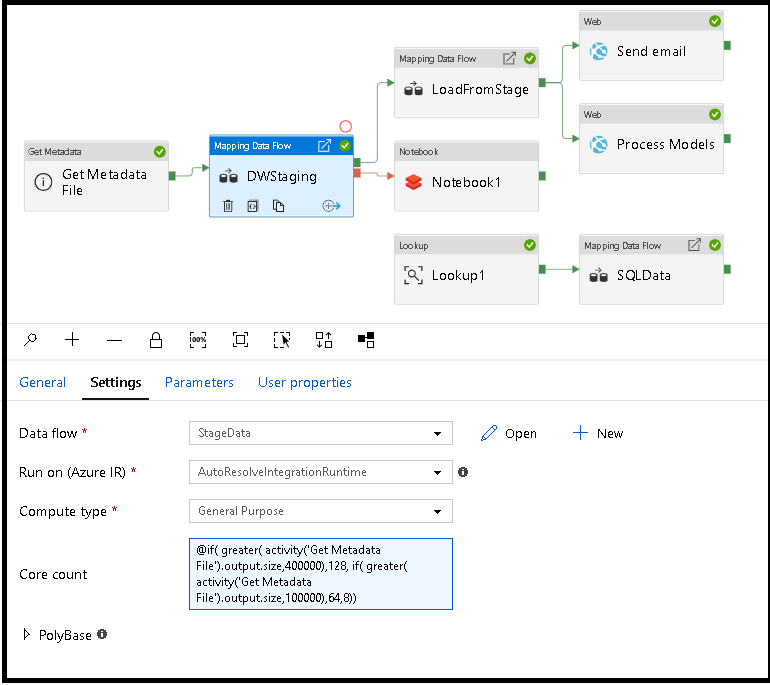 Web
Send email
Mapping Data Flow
LoadFromStage
Web
Process Models
Get Metadata
Get Metadata
File
Mapping Data Flow
DWStaging
Notebook
Notebook1
Lookup
Lookup1
Mapping Data Flow
SQLData
100%
General
Settings
Parameters
User properties
Data flow *
StageData
Open
New
Run on (Azure IR) *
AutoResolveIntegrationRuntime
Compute type *
General Purpose
Core count
@if( greater( activity('Get Metadata
File').output.size,400000),128, if( greater(
activity('Get Metadata
File').output.size,100000),64,8))
PolyBase